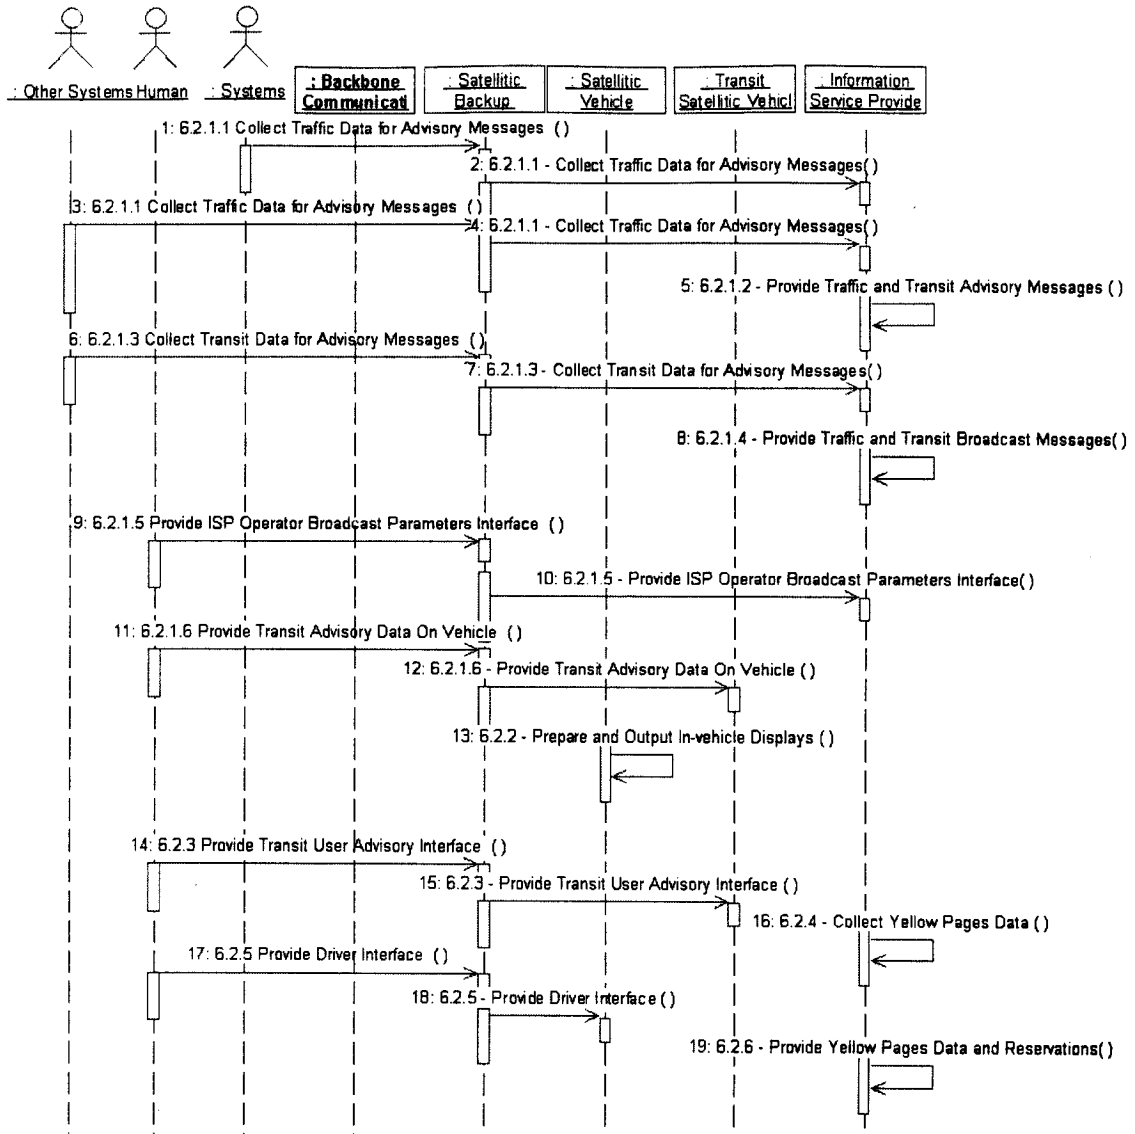 : Other Systems Human : Systems
: Backbone
Communicati
: Satellitic
Backup
: Satellitic
Vehicle
: Transit
Satellitic Vehicl
: Information
Service Provide
1: 6.2.1.1 Collect Traffic Data for Advisory Messages ()
2: 6.2.1.1 - Collect Traffic Data for Advisory Messages()
3: 6.2.1.1 Collect Traffic Data for Advisory Messages ()
4: 6.2.1.1 - Collect Traffic Data for Advisory Messages()
5: 6.2.1.2 - Provide Traffic and Transit Advisory Messages ()
6: 6.2.1.3 Collect Transit Data for Advisory Messages ()
7: 6.2.1.3 - Collect Transit Data for Advisory Messages()
8: 6.2.1.4 - Provide Traffic and Transit Broadcast Messages()
9: 6.2.1.5 Provide ISP Operator Broadcast Parameters Interface ()
10: 6.2.1.5 - Provide ISP Operator Broadcast Parameters Interface()
11: 6.2.1.6 Provide Transit Advisory Data On Vehicle ()
12: 6.2.1.6 - Provide Transit Advisory Data On Vehicle ()
13: 6.2.2 - Prepare and Output In-vehicle Displays ()
14: 6.2.3 Provide Transit User Advisory Interface ()
15: 6.2.3 - Provide Transit User Advisory Interface ()
16: 6.2.4 - Collect Yellow Pages Data ()
17: 6.2.5 Provide Driver Interface ()
18: 6.2.5 - Provide Driver Interface ()
19: 6.2.6 - Provide Yellow Pages Data and Reservations()